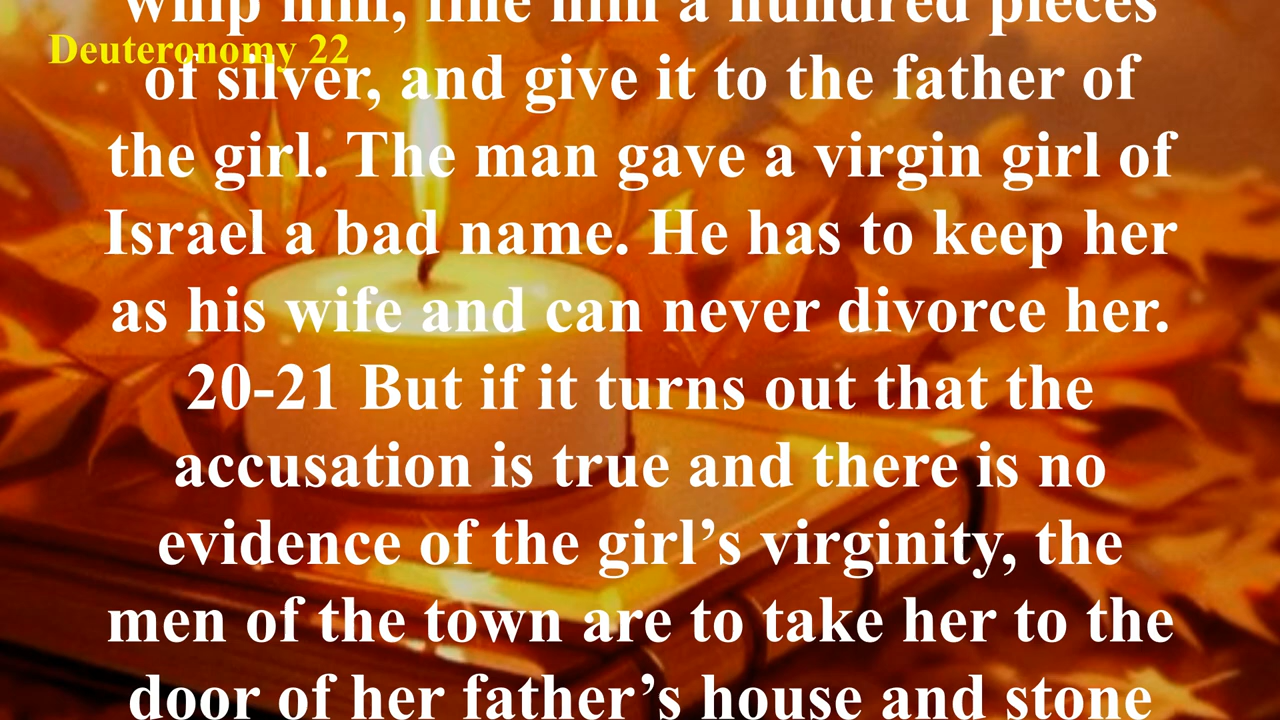 whip him, fine him a hundred pieces
Deuteronomy 22
of silver, and give it to the father of
the girl. The man gave a virgin girl of
Israel a bad name. He has to keep her
as his wife and can never divorce her.
20-21 But if it turns out that the
accusation is true and there is no
evidence of the girl’s virginity, the
men of the town are to take her to the
door of her father’s house and stone